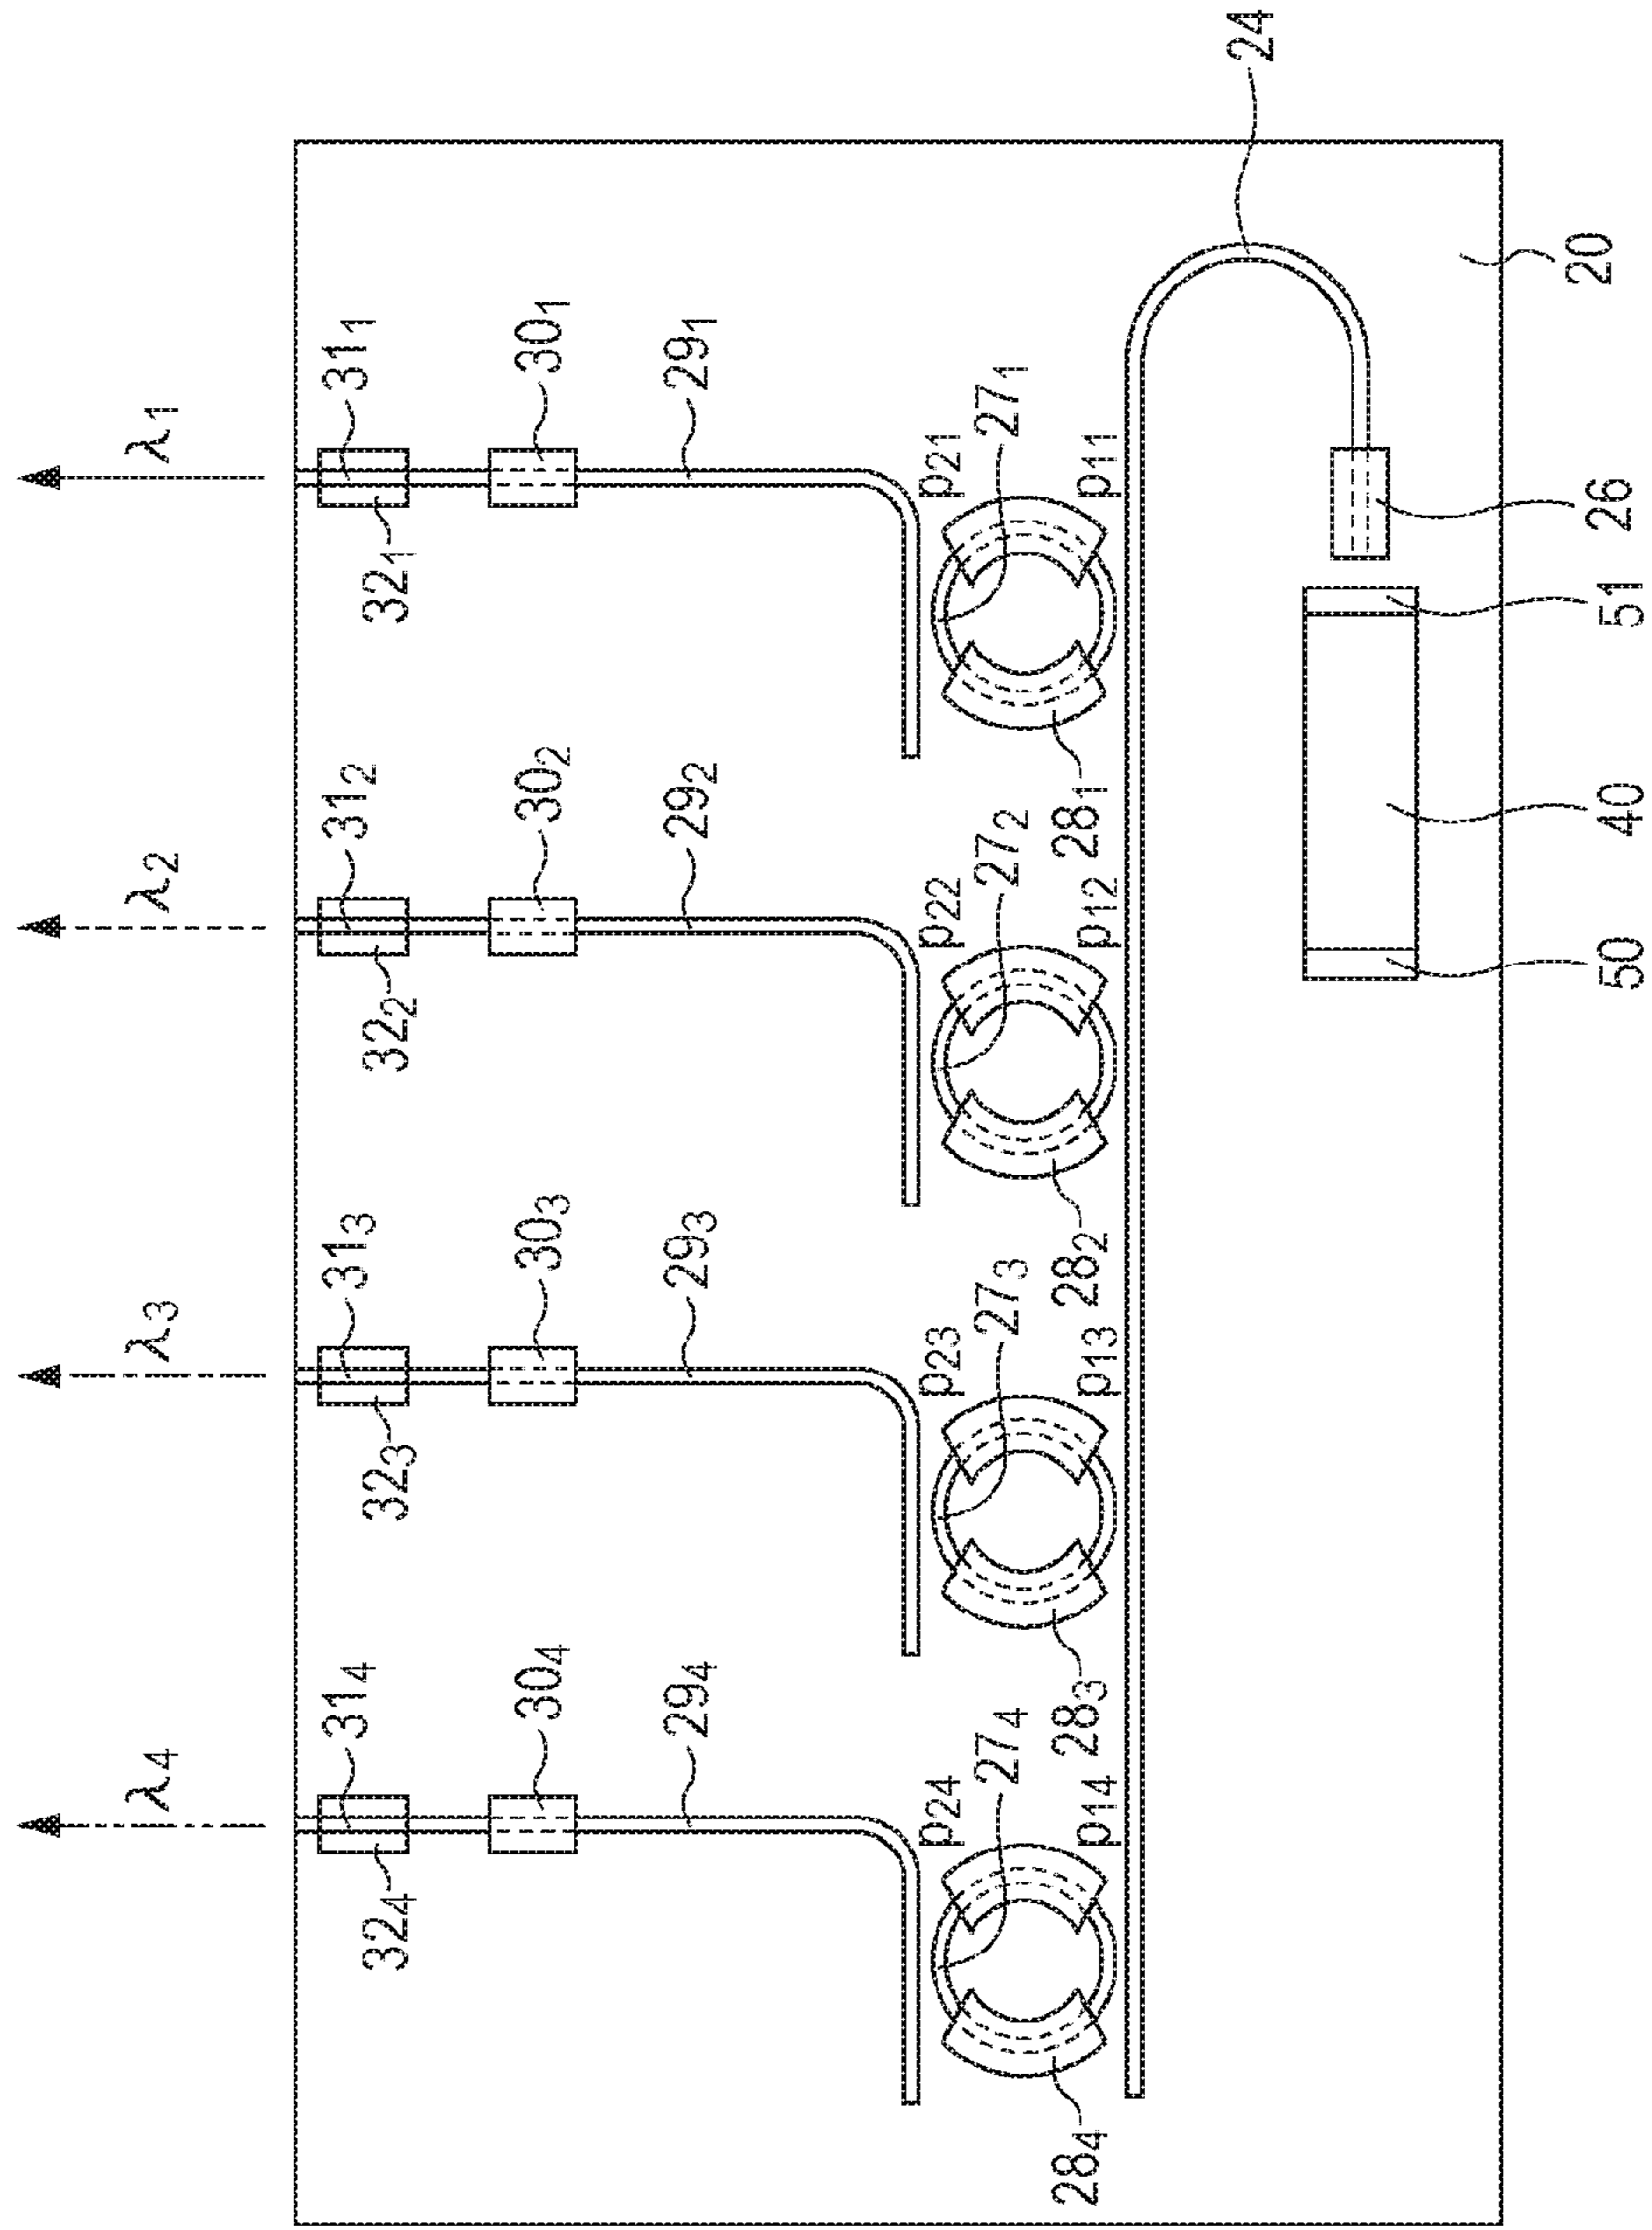 λ4 λ3 λ2 λ1
31₄ 31₃ 31₂ 31₁
32₄ 32₃ 32₂ 32₁
30₄ 30₃ 30₂ 30₁
29₄ 29₃ 29₂ 29₁
p24 p23 p22 p21
27₄ 27₃ 27₂ 27₁
28₄ p14 28₃ p13 28₂ p12 28₁ p11
24
50 40 51 26 20